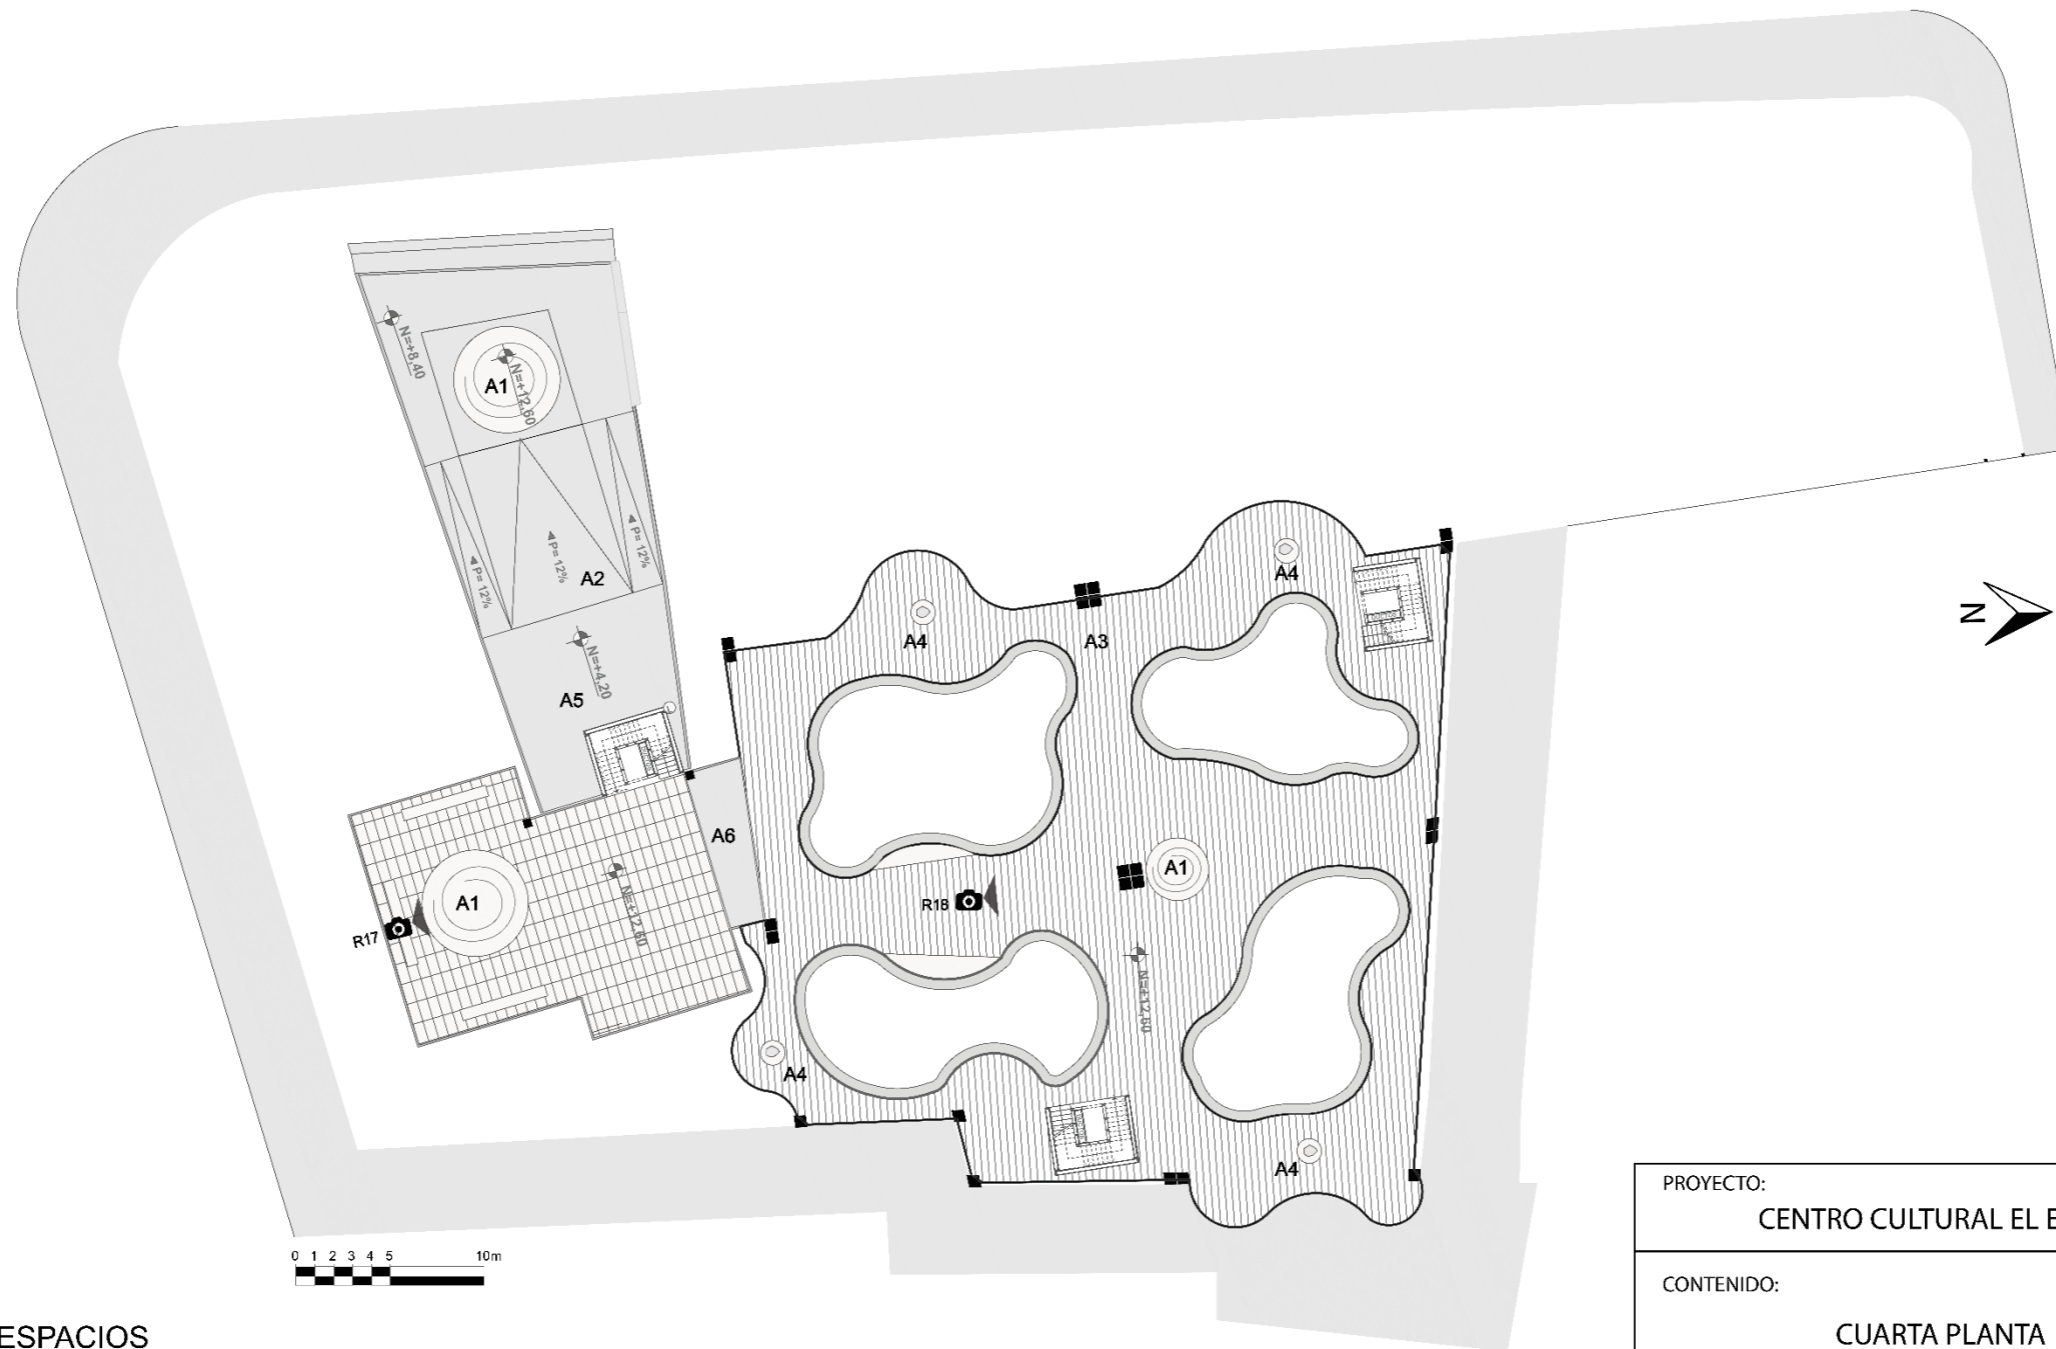 N=+8,40
A1
N=+12,60
P= 12%
P= 12%
P= 12%
A2
N=+4,20
A5
A4
A4
A3
N
A6
A1
R17
N=+12,60
R18
A1
N=+12,60
A4
A4
0 1 2 3 4 5 10m
ESPACIOS
PROYECTO:
CENTRO CULTURAL EL
CONTENIDO:
CUARTA PLANTA